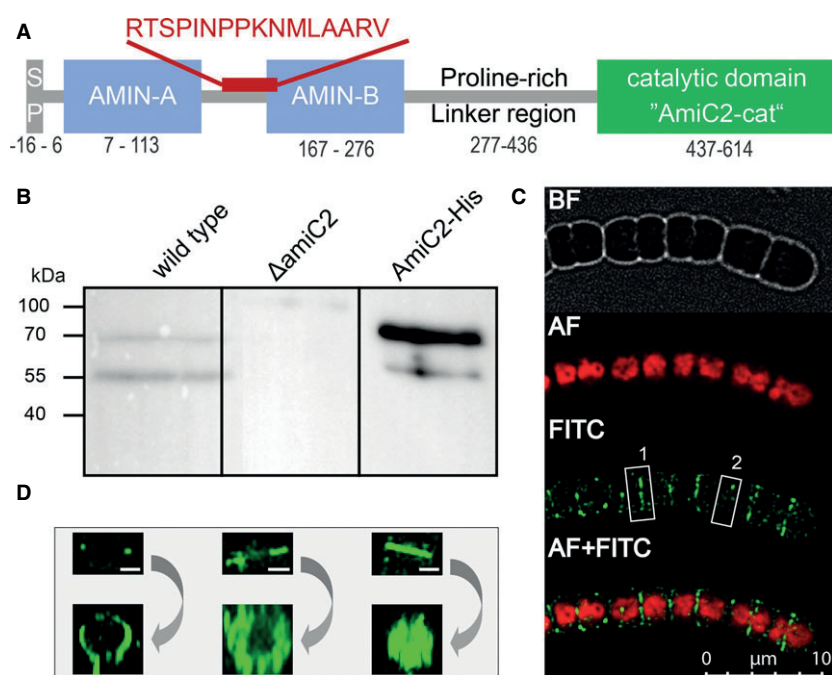 A
RTSPINPPKNMLAARV
SP
AMIN-A
AMIN-B
Proline-rich
Linker region
catalytic domain
"AmiC2-cat“
-16 - 6
7 - 113
167 - 276
277-436
437-614
B
wild type
ΔamiC2
AmiC2-His
kDa
100
70
55
40
C
BF
AF
FITC
1
2
AF+FITC
0 µm 10
D